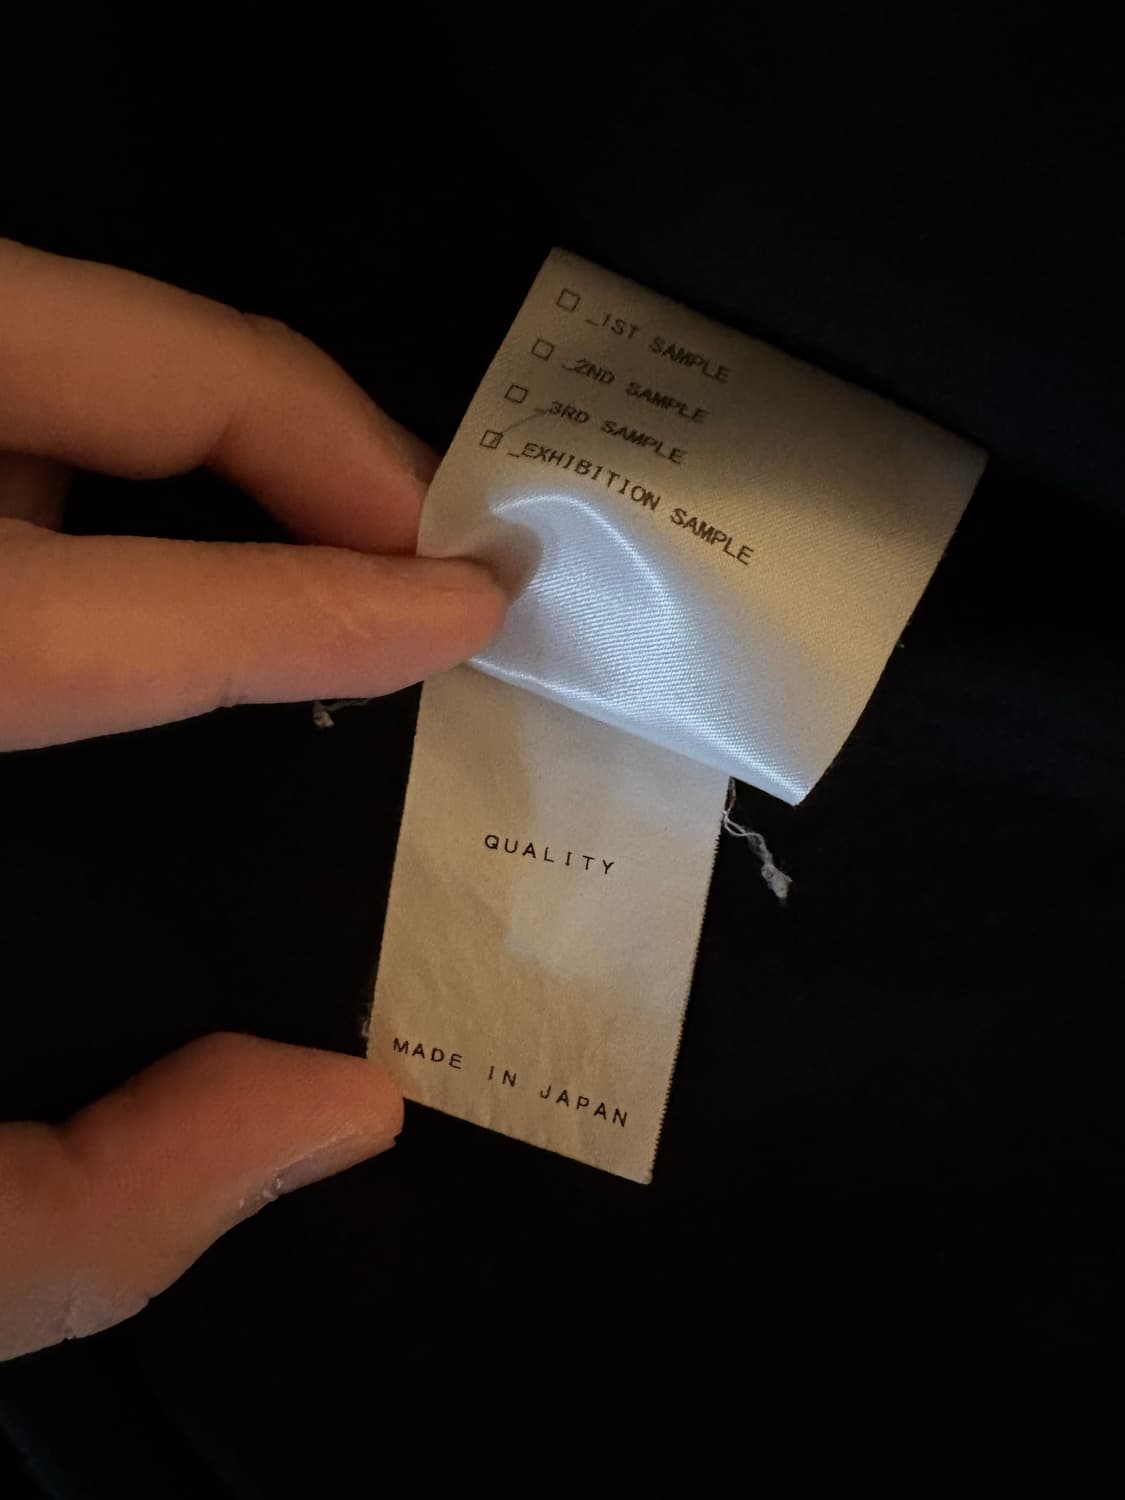 ☐ _1ST SAMPLE
☐ _2ND SAMPLE
☐ _3RD SAMPLE
☑ _EXHIBITION SAMPLE
QUALITY
MADE IN JAPAN